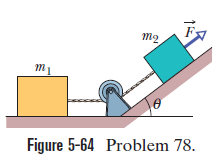 m₂
F
m₁
θ
Figure 5-64 Problem 78.